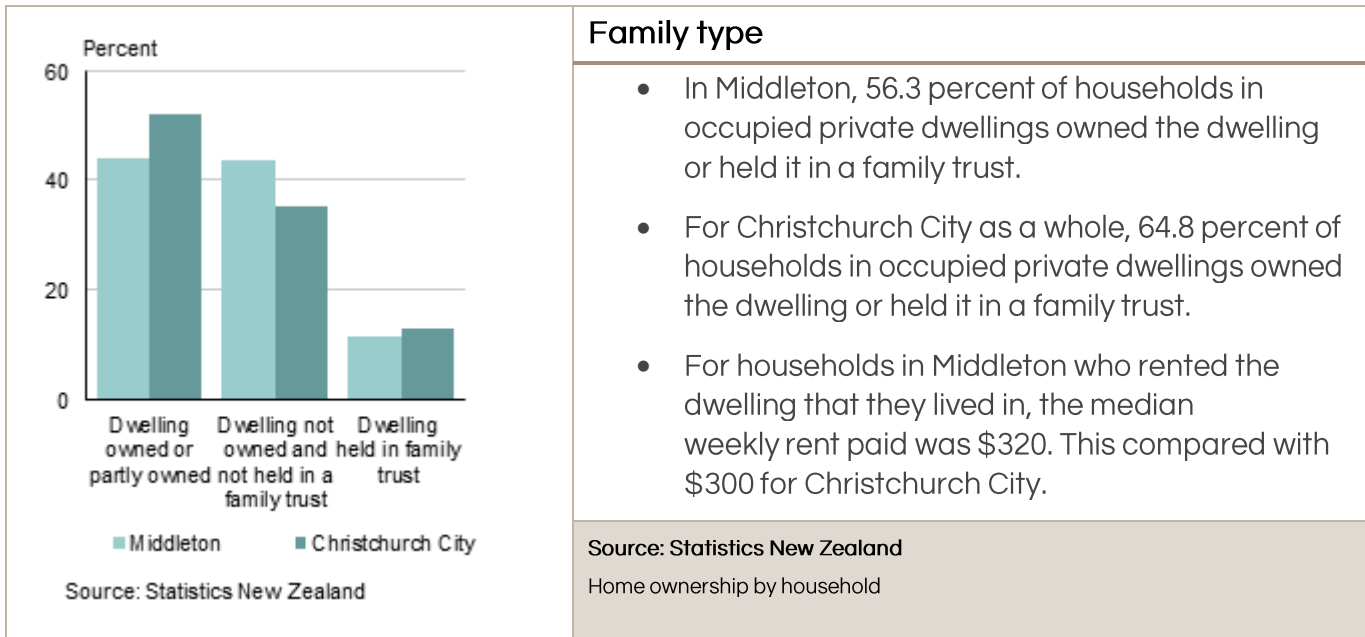 Percent
60
40
20
0
Dwelling owned or partly owned
Dwelling not owned and not held in a family trust
Dwelling held in family trust
Middleton
Christchurch City
Source: Statistics New Zealand
Family type
• In Middleton, 56.3 percent of households in
occupied private dwellings owned the dwelling
or held it in a family trust.
• For Christchurch City as a whole, 64.8 percent of
households in occupied private dwellings owned
the dwelling or held it in a family trust.
• For households in Middleton who rented the
dwelling that they lived in, the median
weekly rent paid was $320. This compared with
$300 for Christchurch City.
Source: Statistics New Zealand
Home ownership by household